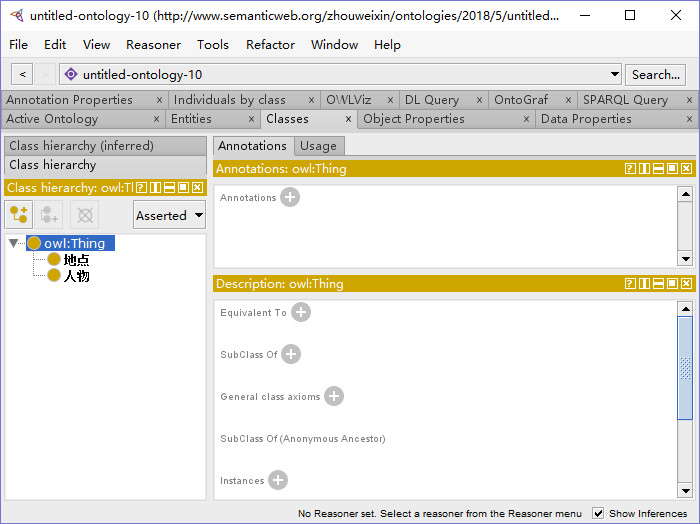 untitled-ontology-10 (http://www.semanticweb.org/zhouweixin/ontologies/2018/5/untitled...
File Edit View Reasoner Tools Refactor Window Help
< > untitled-ontology-10 Search...
Annotation Properties × Individuals by class × OWLViz × DL Query × OntoGraf × SPARQL Query ×
Active Ontology × Entities × Classes × Object Properties × Data Properties ×
Class hierarchy (inferred)
Class hierarchy
Class hierarchy: owl:Tl
Asserted
owl:Thing
地点
人物
Annotations Usage
Annotations: owl:Thing
Annotations
Description: owl:Thing
Equivalent To
SubClass Of
General class axioms
SubClass Of (Anonymous Ancestor)
Instances
No Reasoner set. Select a reasoner from the Reasoner menu Show Inferences